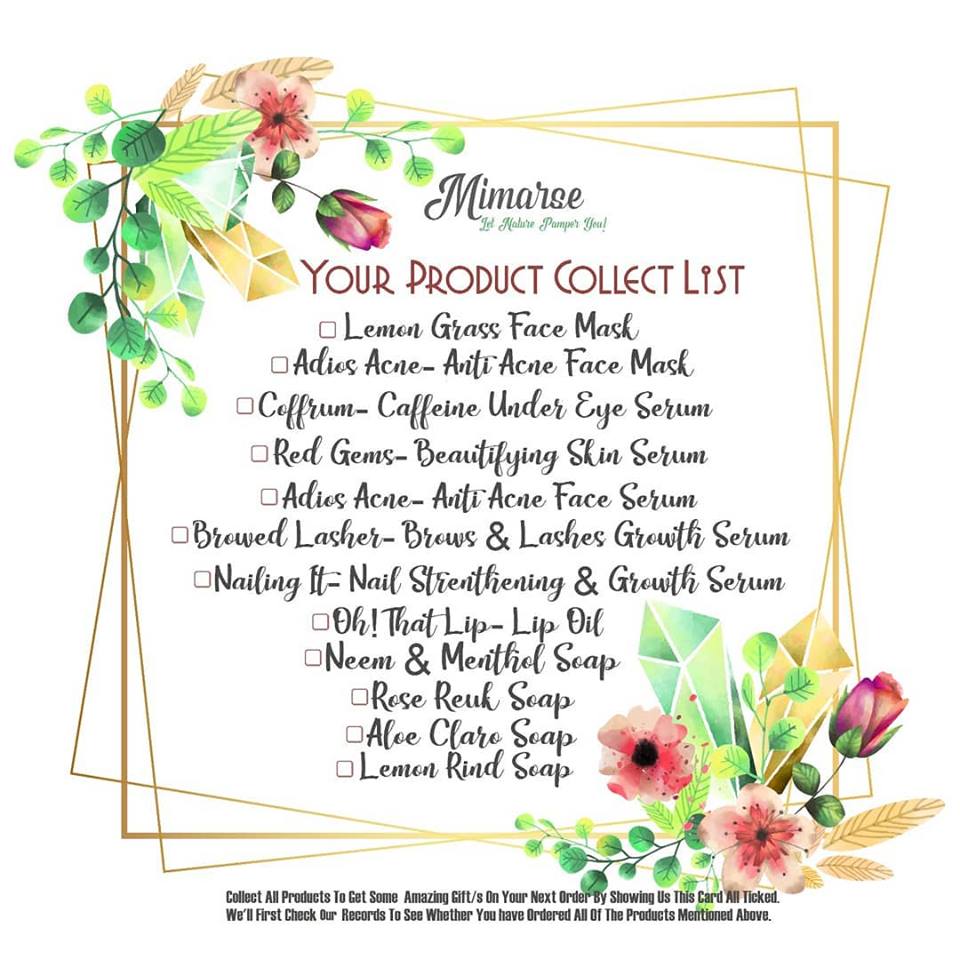 Mimarse
Let Nature Pamper You!
Your Product Collect List
Lemon Grass Face Mask
Adios Acne- Anti Acne Face Mask
Coffrum- Caffeine Under Eye Serum
Red Gems- Beautifying Skin Serum
Adios Acne- Anti Acne Face Serum
Browed Lasher- Brows & Lashes Growth Serum
Nailing It- Nail Strenthening & Growth Serum
Oh! That Lip- Lip Oil
Neem & Menthol Soap
Rose Reuk Soap
Aloe Claro Soap
Lemon Rind Soap
Collect All Products To Get Some Amazing Gift/s On Your Next Order By Showing Us This Card All Ticked.
We'll First Check Our Records To See Whether You have Ordered All Of The Products Mentioned Above.